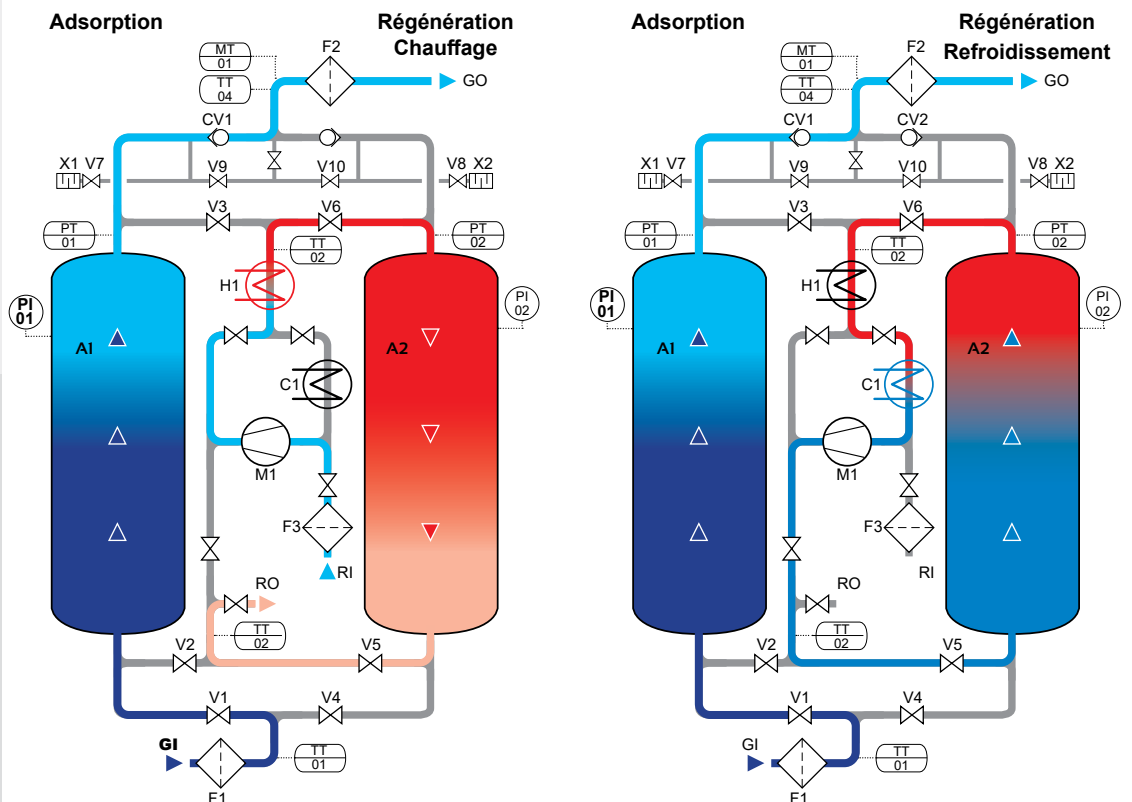 Adsorption
Régénération
Chauffage
MT
01
TT
04
F2
GO
CV1
X1 V7
V9
V10
V8 X2
V3
V6
PT
01
TT
02
PT
02
H1
PI
01
PI
02
A1
A2
C1
M1
F3
RI
RO
TT
02
V2
V5
V1
V4
GI
TT
01
F1
Adsorption
Régénération
Refroidissement
MT
01
TT
04
F2
GO
CV1
CV2
X1 V7
V9
V10
V8 X2
V3
V6
PT
01
TT
02
PT
02
H1
PI
01
PI
02
A1
A2
C1
M1
F3
RI
RO
TT
02
V2
V5
V1
V4
GI
TT
01
F1